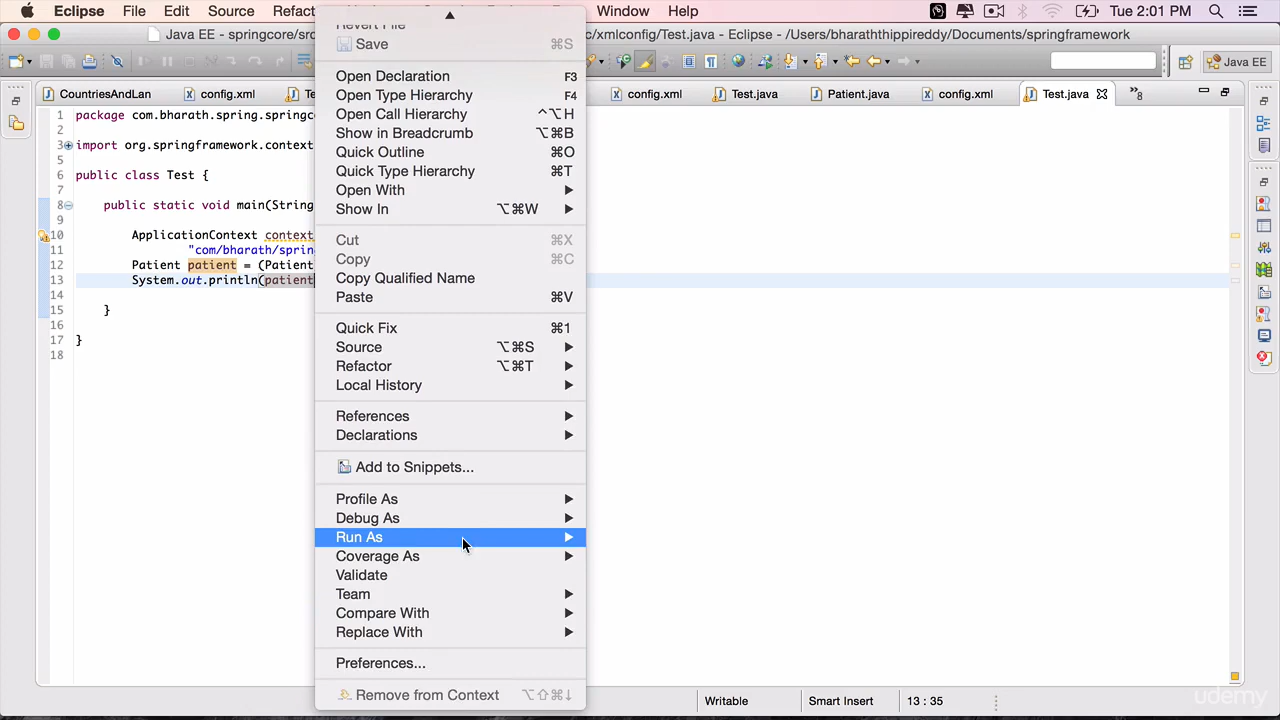 Eclipse File Edit Source Refact Window Help Tue 2:01 PM
Java EE - springcore/src /xmlconfig/Test.java - Eclipse - /Users/bharaththippireddy/Documents/springframework
Java EE
CountriesAndLan config.xml Te config.xml Test.java Patient.java config.xml Test.java »8
1 package com.bharath.spring.springco
2
3 import org.springframework.context
5
6 public class Test {
7
8 public static void main(String
9
10 ApplicationContext context
11 "com/bharath/sprin
12 Patient patient = (Patient
13 System.out.println(patient
14
15 }
16
17 }
18
Revert File
Save ⌘S
Open Declaration F3
Open Type Hierarchy F4
Open Call Hierarchy ^⌥H
Show in Breadcrumb ⌥⌘B
Quick Outline ⌘O
Quick Type Hierarchy ⌘T
Open With
Show In ⌥⌘W
Cut ⌘X
Copy ⌘C
Copy Qualified Name
Paste ⌘V
Quick Fix ⌘1
Source ⌥⌘S
Refactor ⌥⌘T
Local History
References
Declarations
Add to Snippets...
Profile As
Debug As
Run As
Coverage As
Validate
Team
Compare With
Replace With
Preferences...
Remove from Context ⌥⇧⌘↓
Writable Smart Insert 13 : 35
udemy